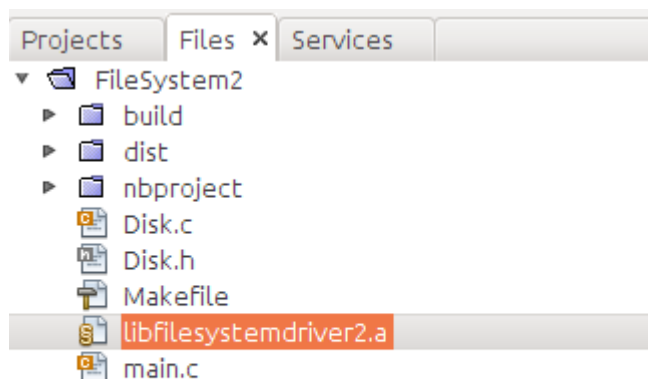 Projects Files Services
FileSystem2
build
dist
nbproject
Disk.c
Disk.h
Makefile
libfilesystemdriver2.a
main.c